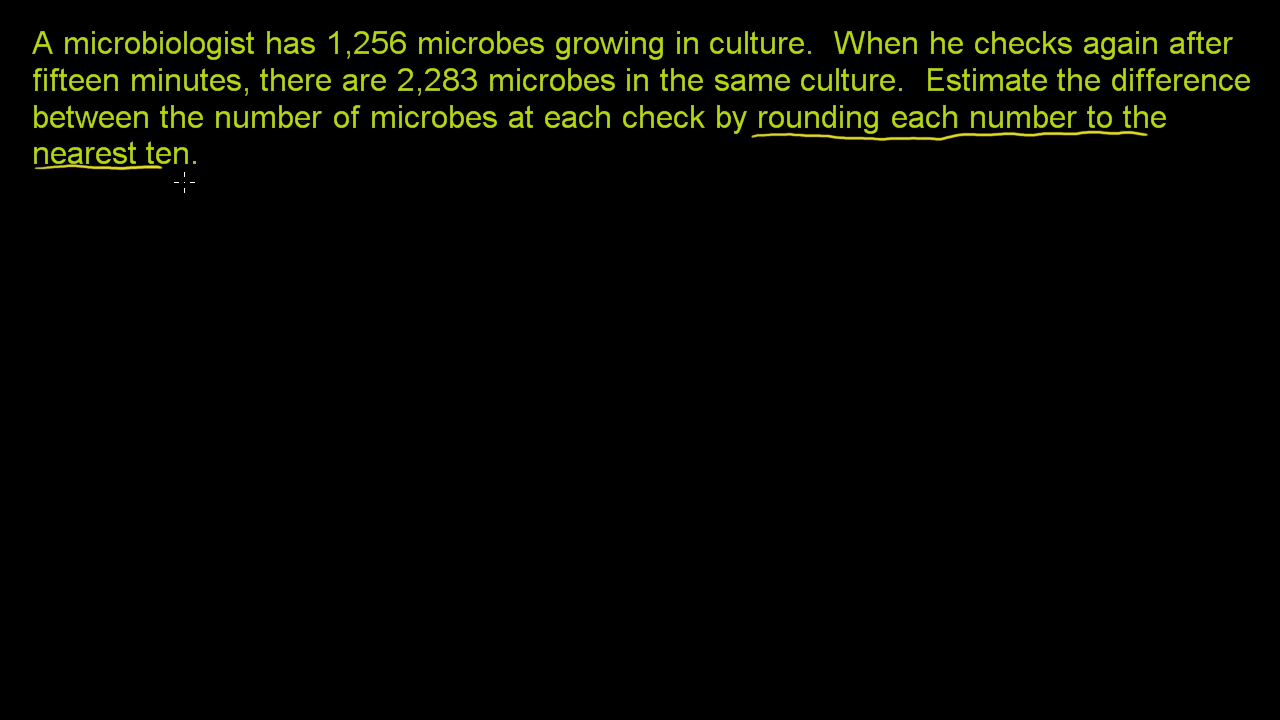 A microbiologist has 1,256 microbes growing in culture.  When he checks again after
fifteen minutes, there are 2,283 microbes in the same culture.  Estimate the difference
between the number of microbes at each check by rounding each number to the
nearest ten.